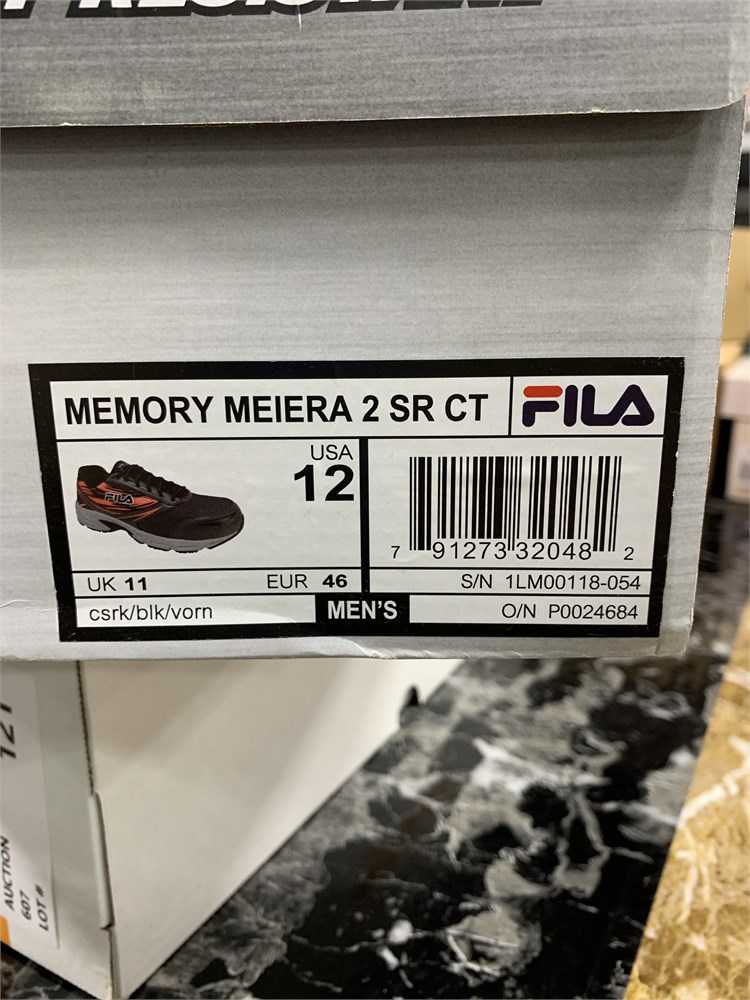 MEMORY MEIERA 2 SR CT
FILA
USA
12
FILA
7 91273 32048 2
UK 11
EUR 46
S/N 1LM00118-054
csrk/blk/vorn
MEN'S
O/N P0024684
121
AUCTION
607
LOT #